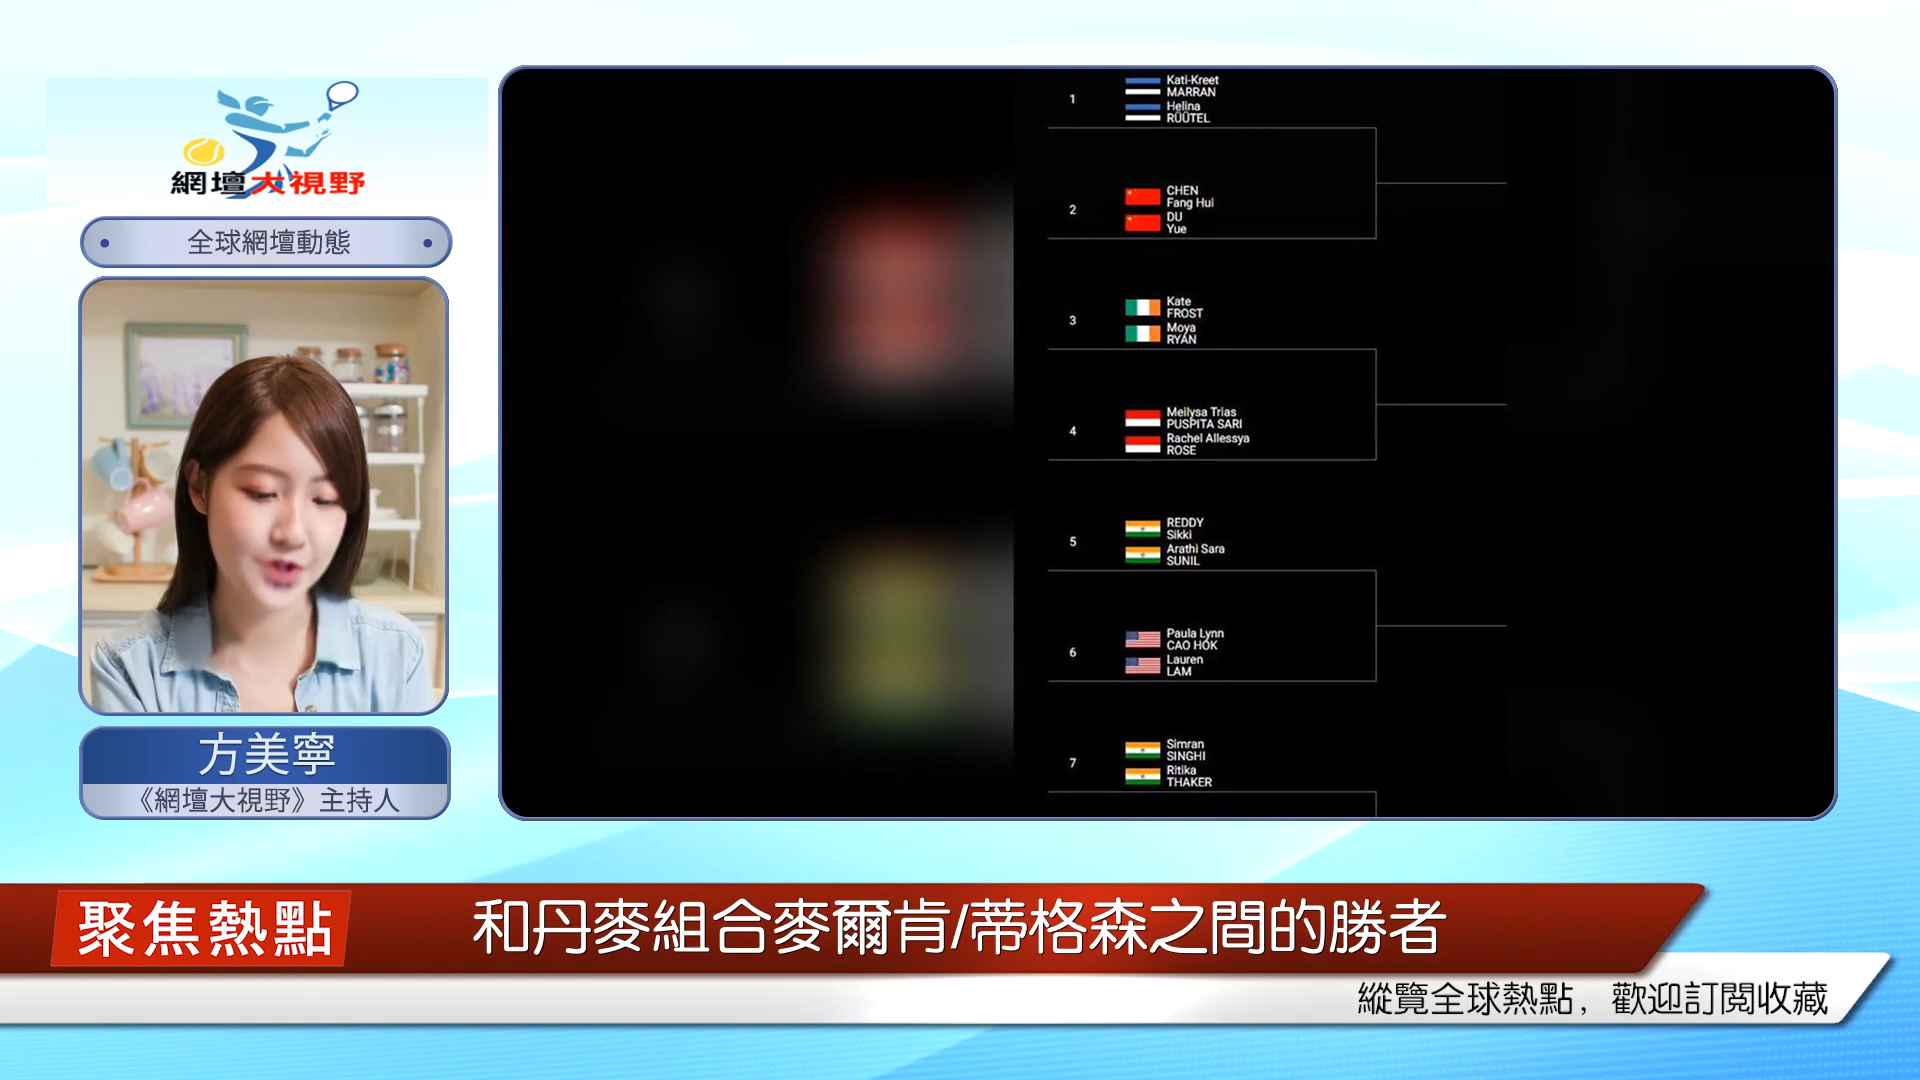 網壇大視野
全球網壇動態
方美寧
《網壇大視野》主持人
1
Kati-Kreet
MARRAN
Helina
RÜÜTEL
2
CHEN
Fang Hui
DU
Yue
3
Kate
FROST
Moya
RYAN
4
Meilysa Trias
PUSPITA SARI
Rachel Allessya
ROSE
5
REDDY
Sikki
Arathi Sara
SUNIL
6
Paula Lynn
CAO HOK
Lauren
LAM
7
Simran
SINGHI
Ritika
THAKER
聚焦熱點
和丹麥組合麥爾肯/蒂格森之間的勝者
縱覽全球熱點，歡迎訂閱收藏